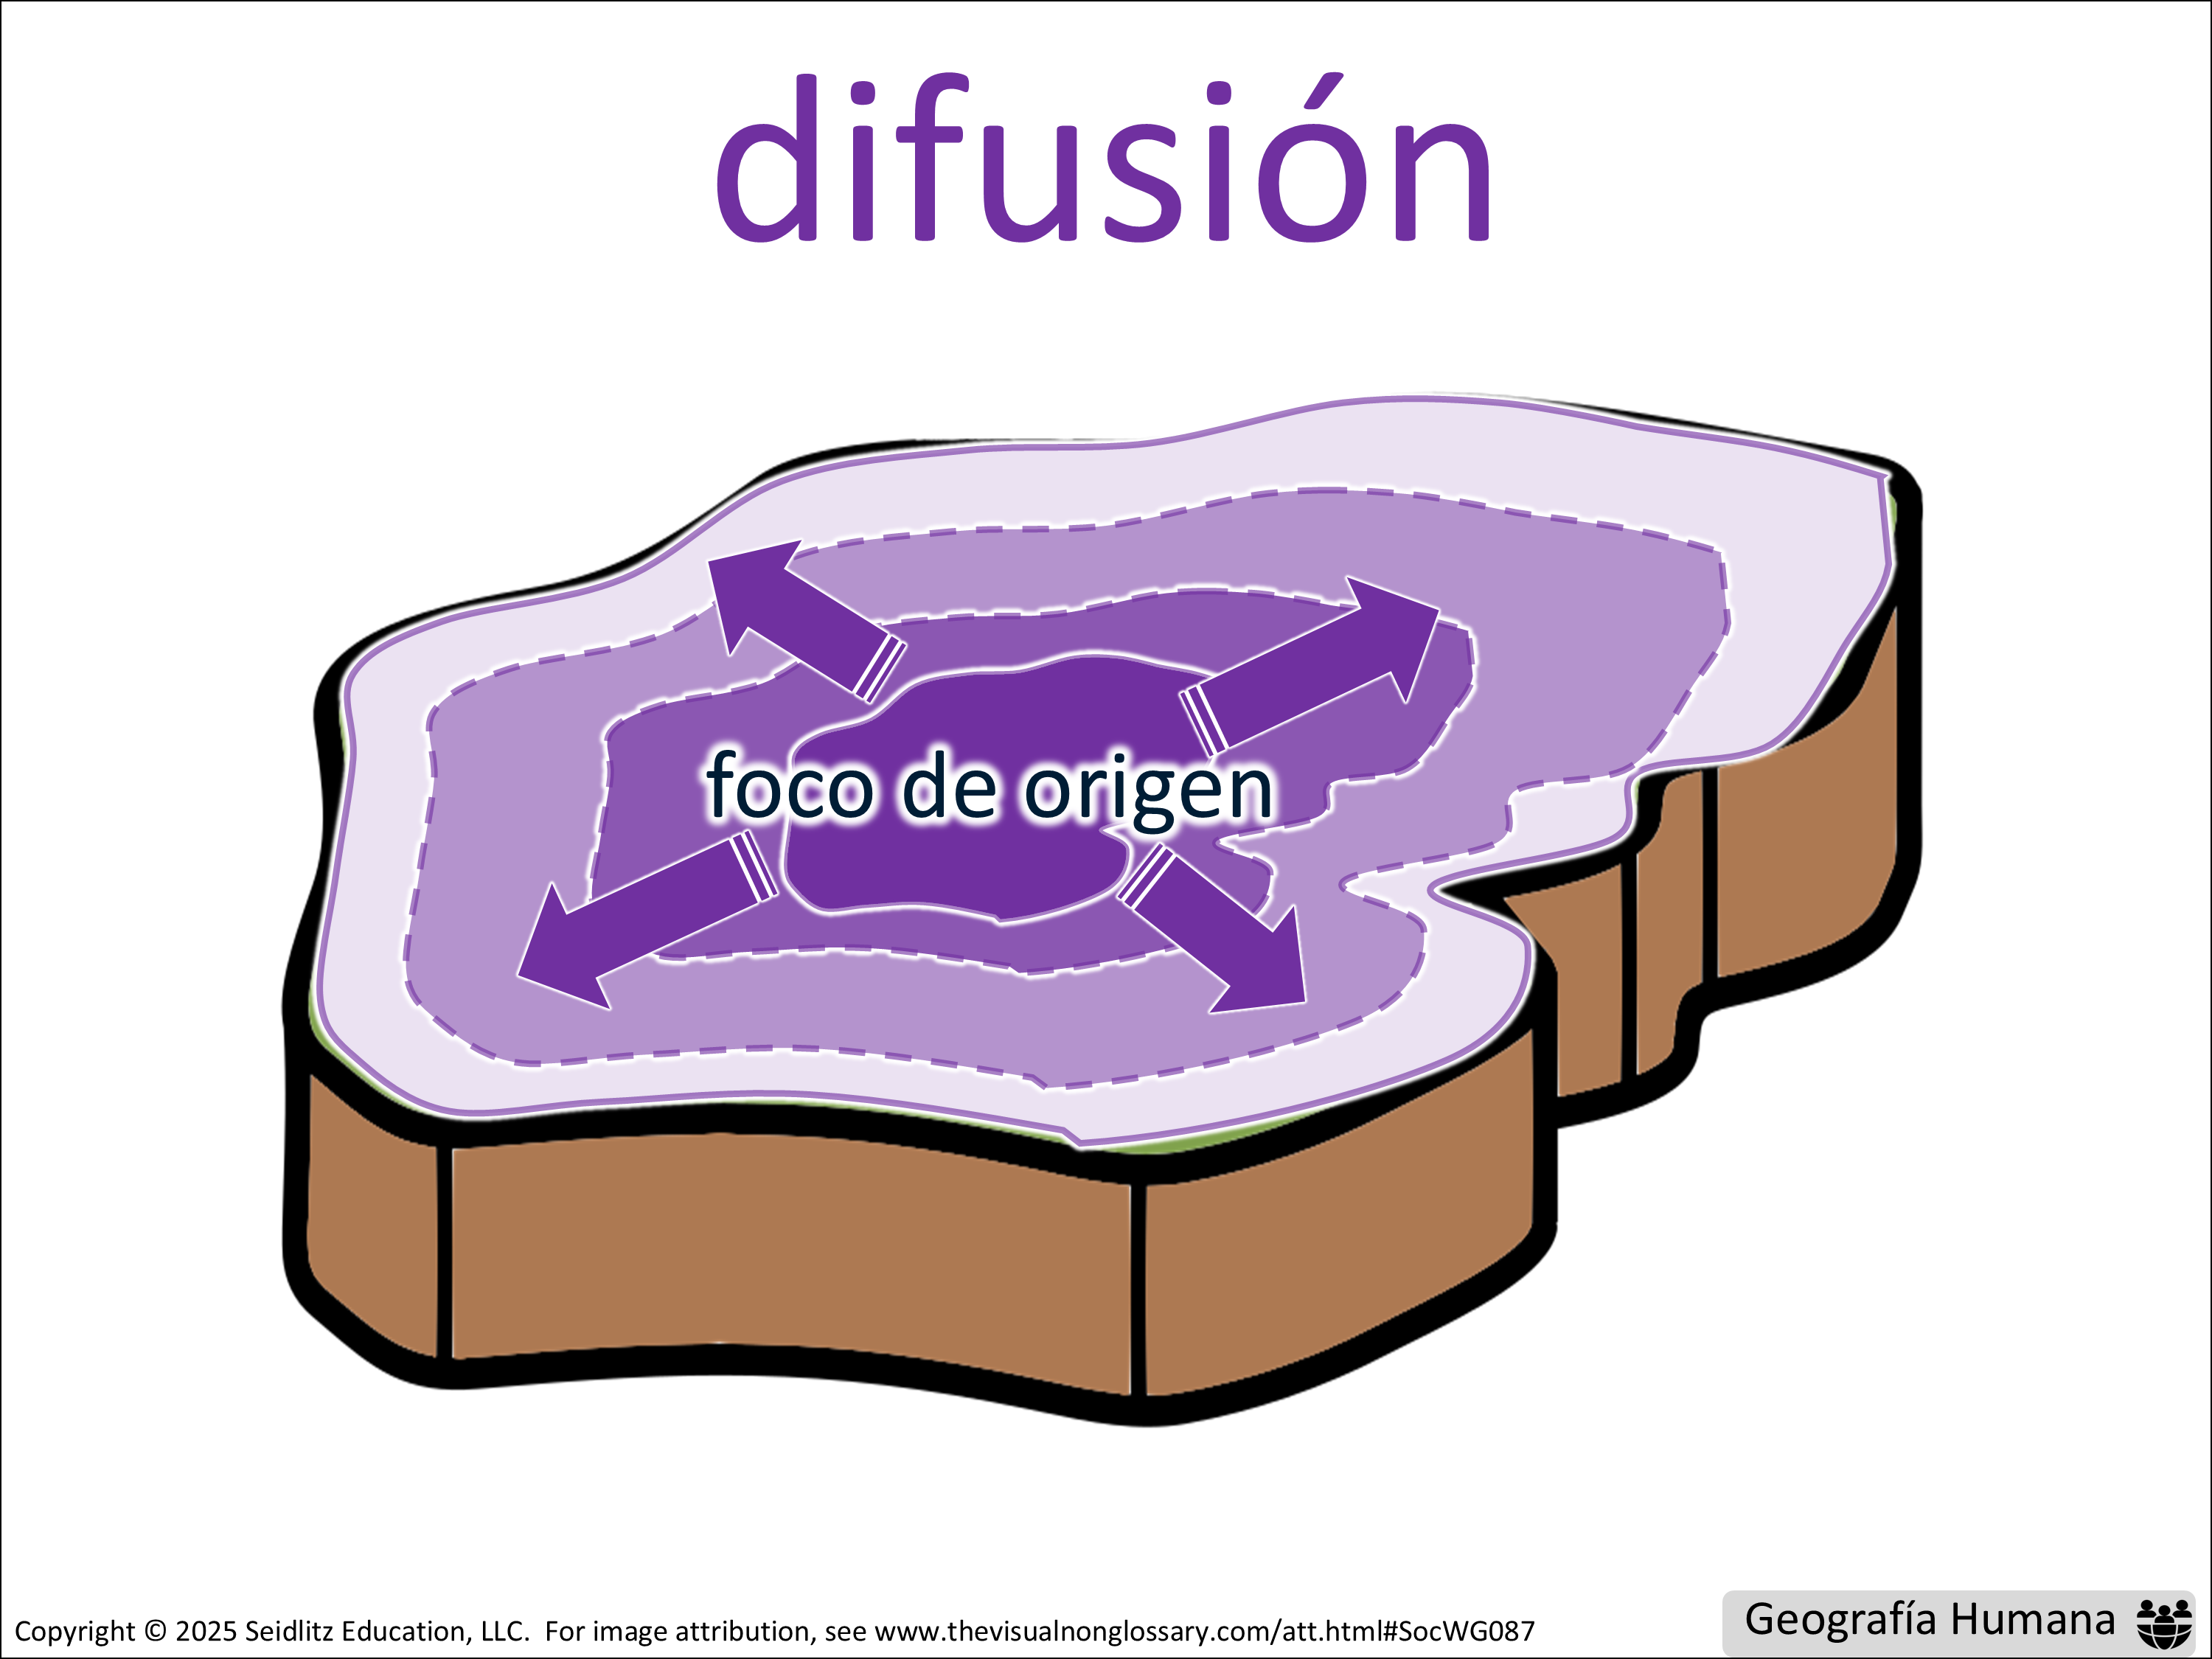 difusión
foco de origen
Copyright © 2025 Seidlitz Education, LLC.  For image attribution, see www.thevisualnonglossary.com/att.html#SocWG087
Geografía Humana